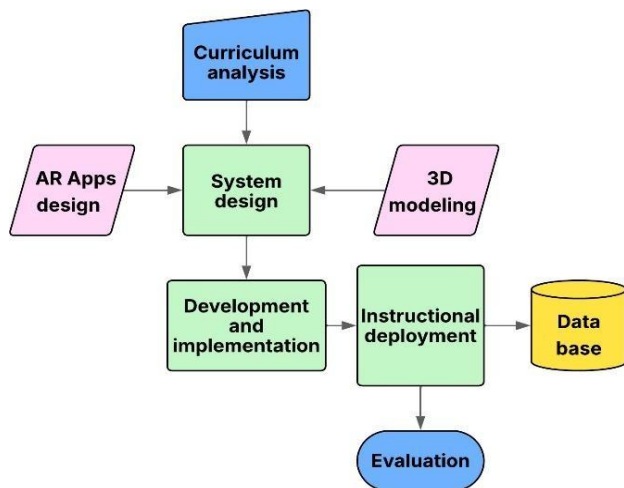 Curriculum
analysis
AR Apps
design
System
design
3D
modeling
Development
and
implementation
Instructional
deployment
Data
base
Evaluation